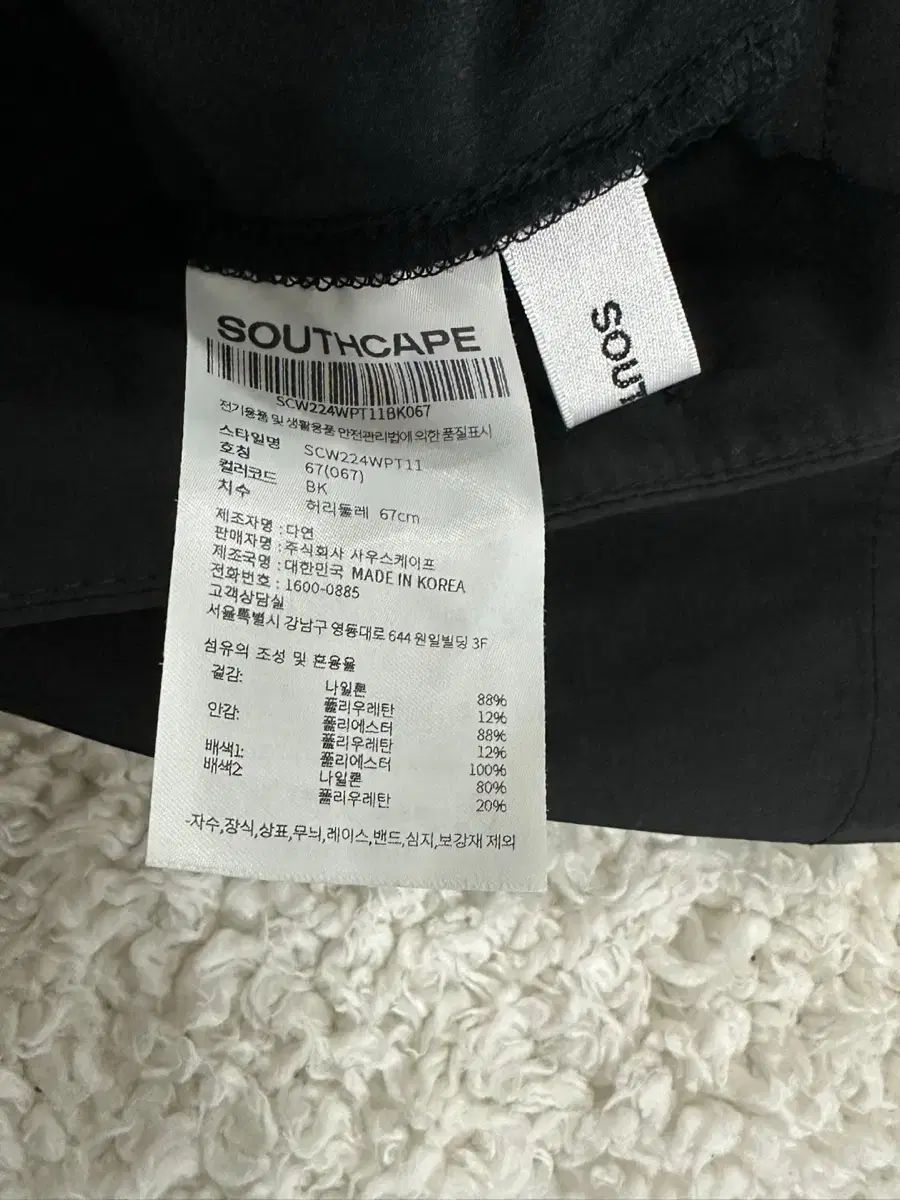 SOUTHCAPE
SCW224WPT11BK067
전기용품 및 생활용품 안전관리법에 의한 품질표시
스타일명 SCW224WPT11
호칭 67(067)
컬러코드 BK
치수 허리둘레 67cm
제조자명 : 다연
판매자명 : 주식회사 사우스케이프
제조국명 : 대한민국 MADE IN KOREA
전화번호 : 1600-0885
고객상담실
서울특별시 강남구 영동대로 644 원일빌딩 3F
섬유의 조성 및 혼용율
겉감: 나일론 88%
폴리우레탄 12%
안감: 폴리에스터 88%
폴리우레탄 12%
배색1: 폴리에스터 100%
배색2 나일론 80%
폴리우레탄 20%
-자수,장식,상표,무늬,레이스,밴드,심지,보강재 제외
SOUT